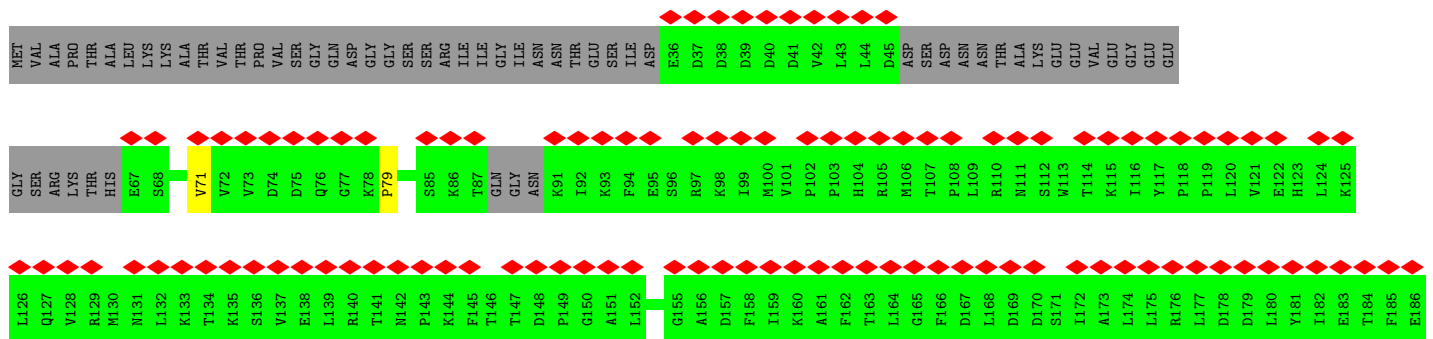 MET VAL ALA PRO THR ALA LEU LYS LYS ALA THR VAL THR PRO VAL SER GLY GLN ASP GLY GLY SER SER ARG ILE ILE GLY ILE ASN ASN THR GLU SER ILE ASP E36 D37 D38 D39 D40 D41 V42 L43 L44 D45 ASP SER ASP ASN ASN THR ALA LYS GLU GLU VAL GLU GLY GLU GLU
GLY SER ARG LYS THR HIS E67 S68 V71 V72 V73 D74 D75 Q76 G77 K78 P79 S85 K86 T87 GLN GLY ASN K91 I92 K93 F94 E95 S96 R97 K98 I99 M100 V101 P102 P103 H104 R105 M106 T107 P108 L109 R110 N111 S112 W113 T114 K115 I116 Y117 P118 P119 L120 V121 E122 H123 L124 K125
L126 Q127 V128 R129 M130 N131 L132 K133 T134 K135 S136 V137 E138 L139 R140 T141 N142 P143 K144 F145 T146 T147 D148 P149 G150 A151 L152 G155 A156 D157 F158 I159 K160 A161 F162 T163 L164 G165 F166 D167 L168 D169 D170 S171 I172 A173 L174 L175 R176 L177 D178 D179 L180 Y181 I182 E183 T184 F185 E186